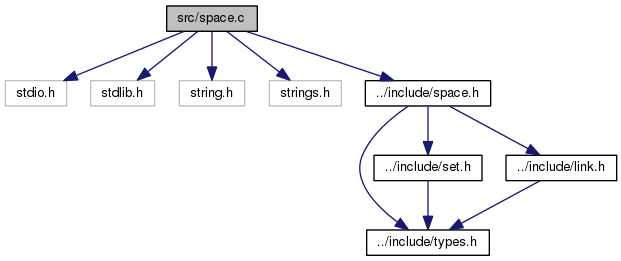 src/space.c
stdio.h
stdlib.h
string.h
strings.h
../include/space.h
../include/set.h
../include/link.h
../include/types.h